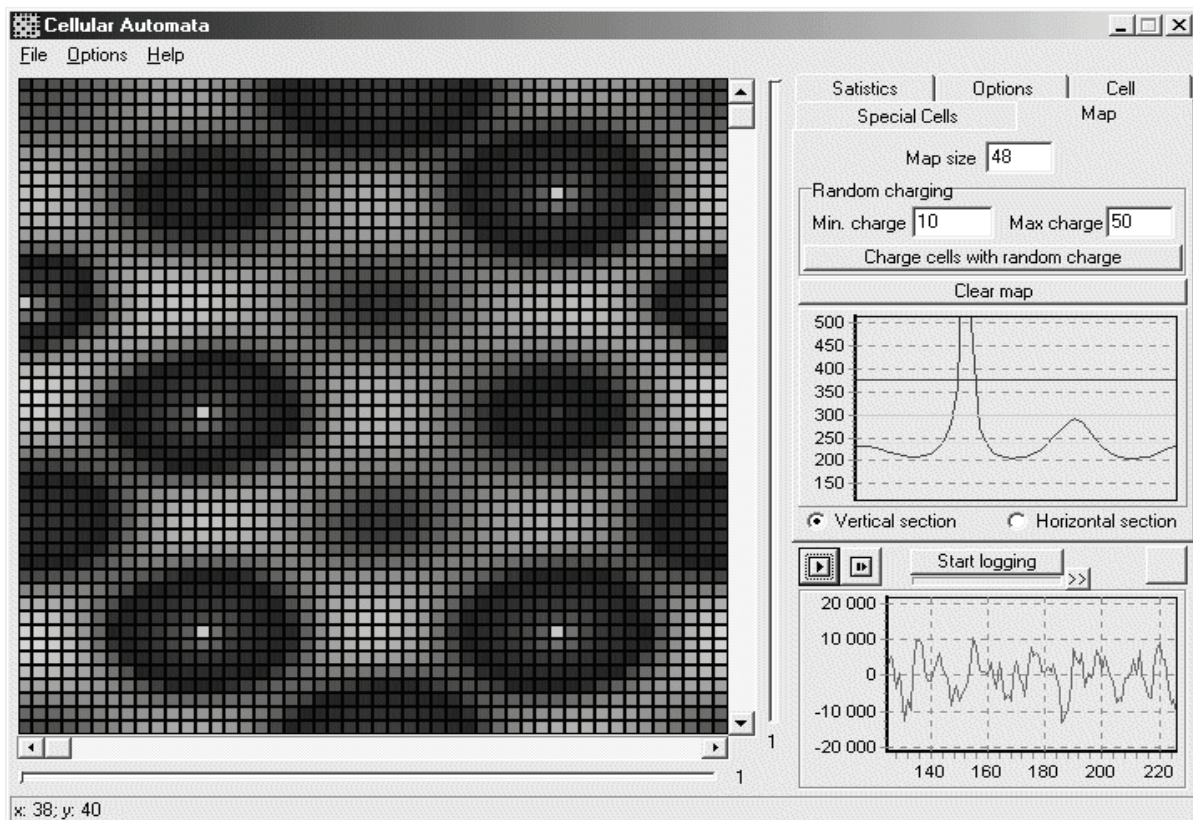 Cellular Automata
File Options Help
Satistics Options Cell
Special Cells Map
Map size 48
Random charging
Min. charge 10 Max charge 50
Charge cells with random charge
Clear map
500
450
400
350
300
250
200
150
Vertical section Horizontal section
Start logging
>>
20 000
10 000
0
-10 000
-20 000
140 160 180 200 220
1
1
x: 38; y: 40